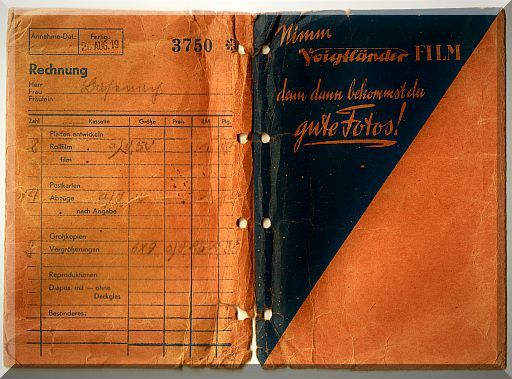 Annahme-Dat: Fertig:
2 AUG. 19
3750
Rechnung
Herr
Frau
Fräulein
Zahl Kassette Größe Preis RM Pfg.
Platten entwickeln
Rollfilm
film
Postkarten
Abzüge
nach Angabe
Großkopien
Vergrößerungen 6x9
Reproduktionen
Diapos. mit — ohne
Deckglas
Besonderes:
Nimm
Voigtländer FILM
denn dann bekommst du
gute Fotos!